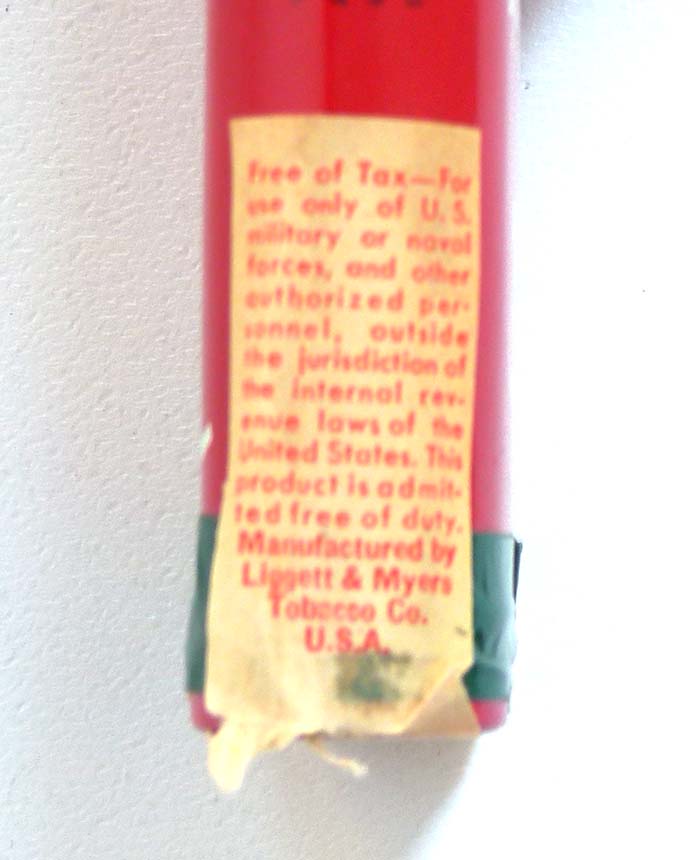 Free of Tax—For
use only of U.S.
military or naval
forces, and other
authorized per-
sonnel, outside
the jurisdiction of
the internal rev-
enue laws of the
United States. This
product is admit-
ted free of duty.
Manufactured by
Liggett & Myers
Tobacco Co.
U.S.A.